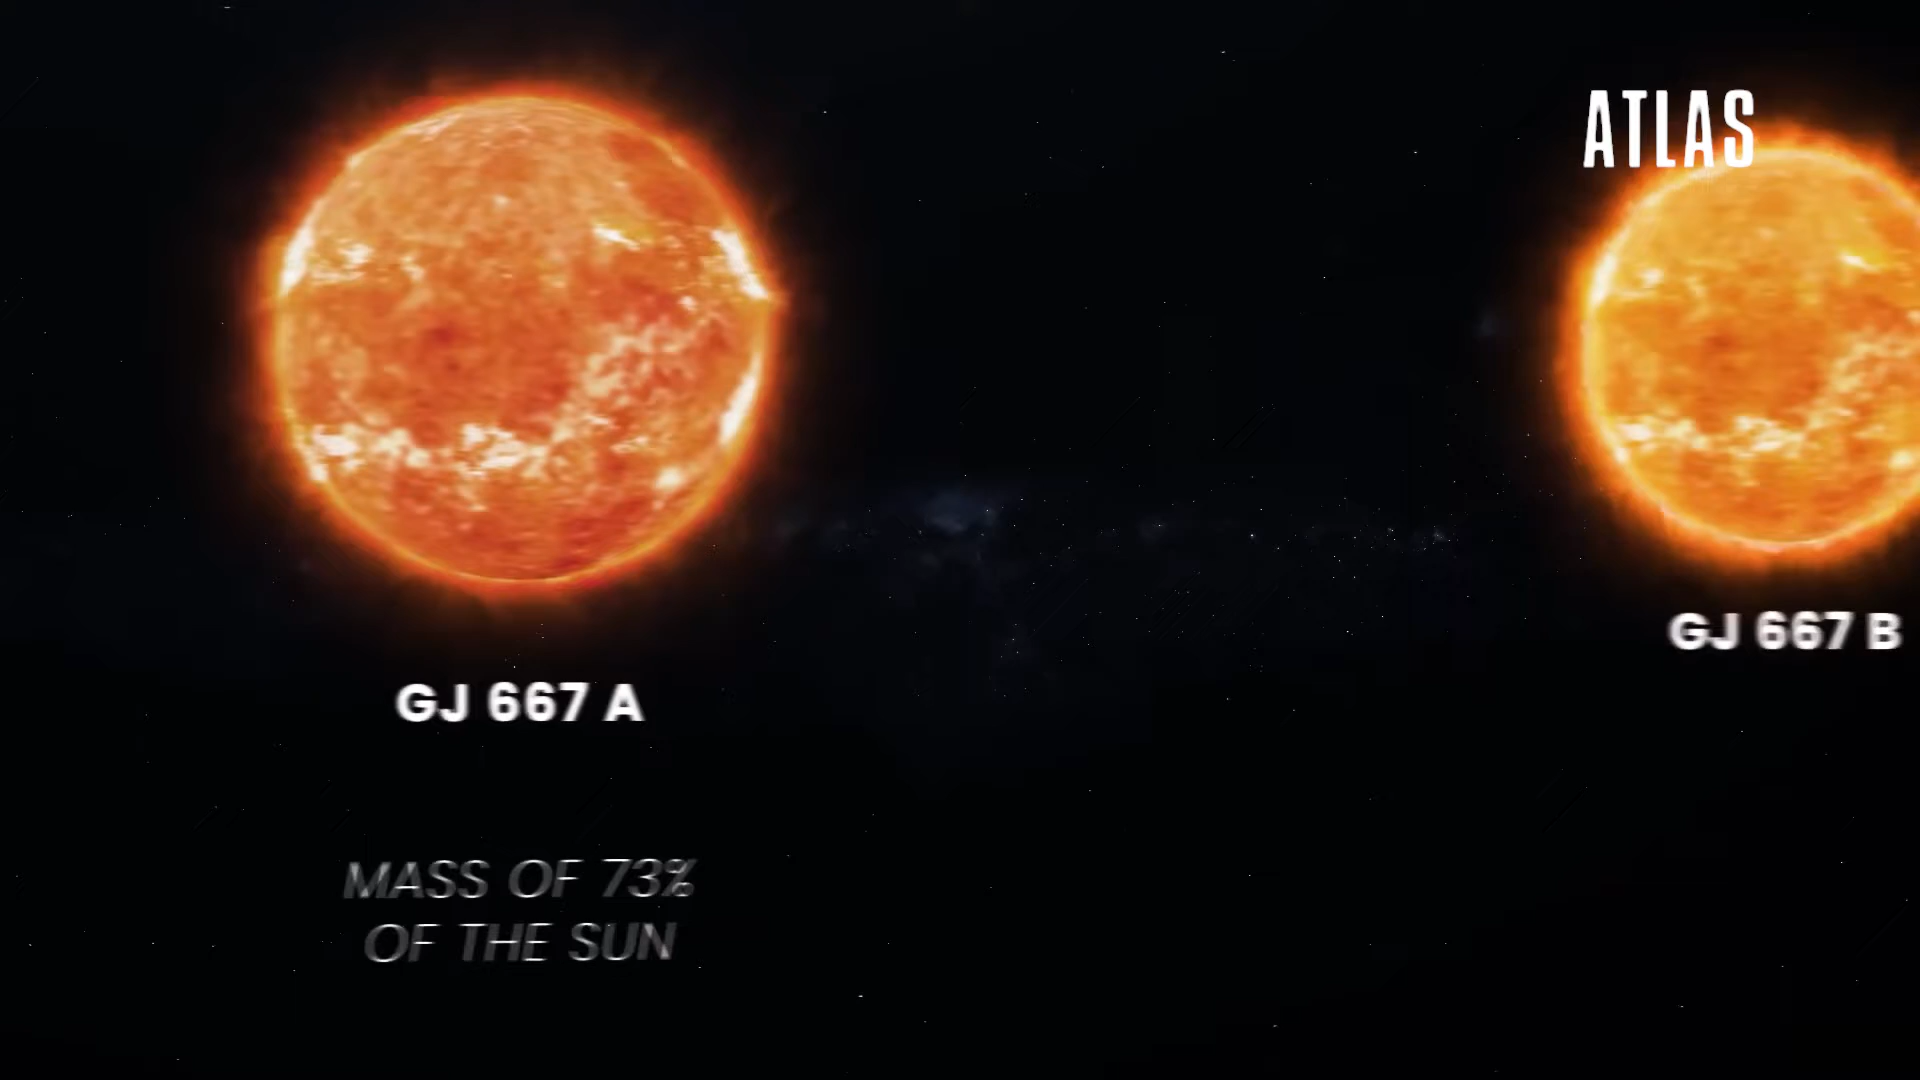 ATLAS
GJ 667 A
GJ 667 B
MASS OF 73%
OF THE SUN